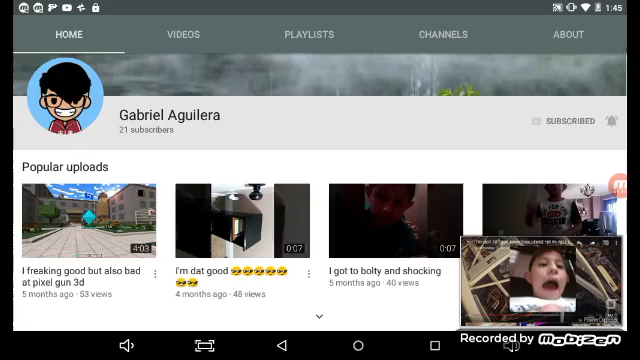 1:45
HOME VIDEOS PLAYLISTS CHANNELS ABOUT
Gabriel Aguilera
21 subscribers
SUBSCRIBED
Popular uploads
4:03
0:07
0:07
I freaking good but also bad
at pixel gun 3d
5 months ago · 53 views
I'm dat good 😎😎😎😎😎
😎😎
4 months ago · 48 views
I got to bolty and shocking
5 months ago · 40 views
Recorded by MOBIZEN